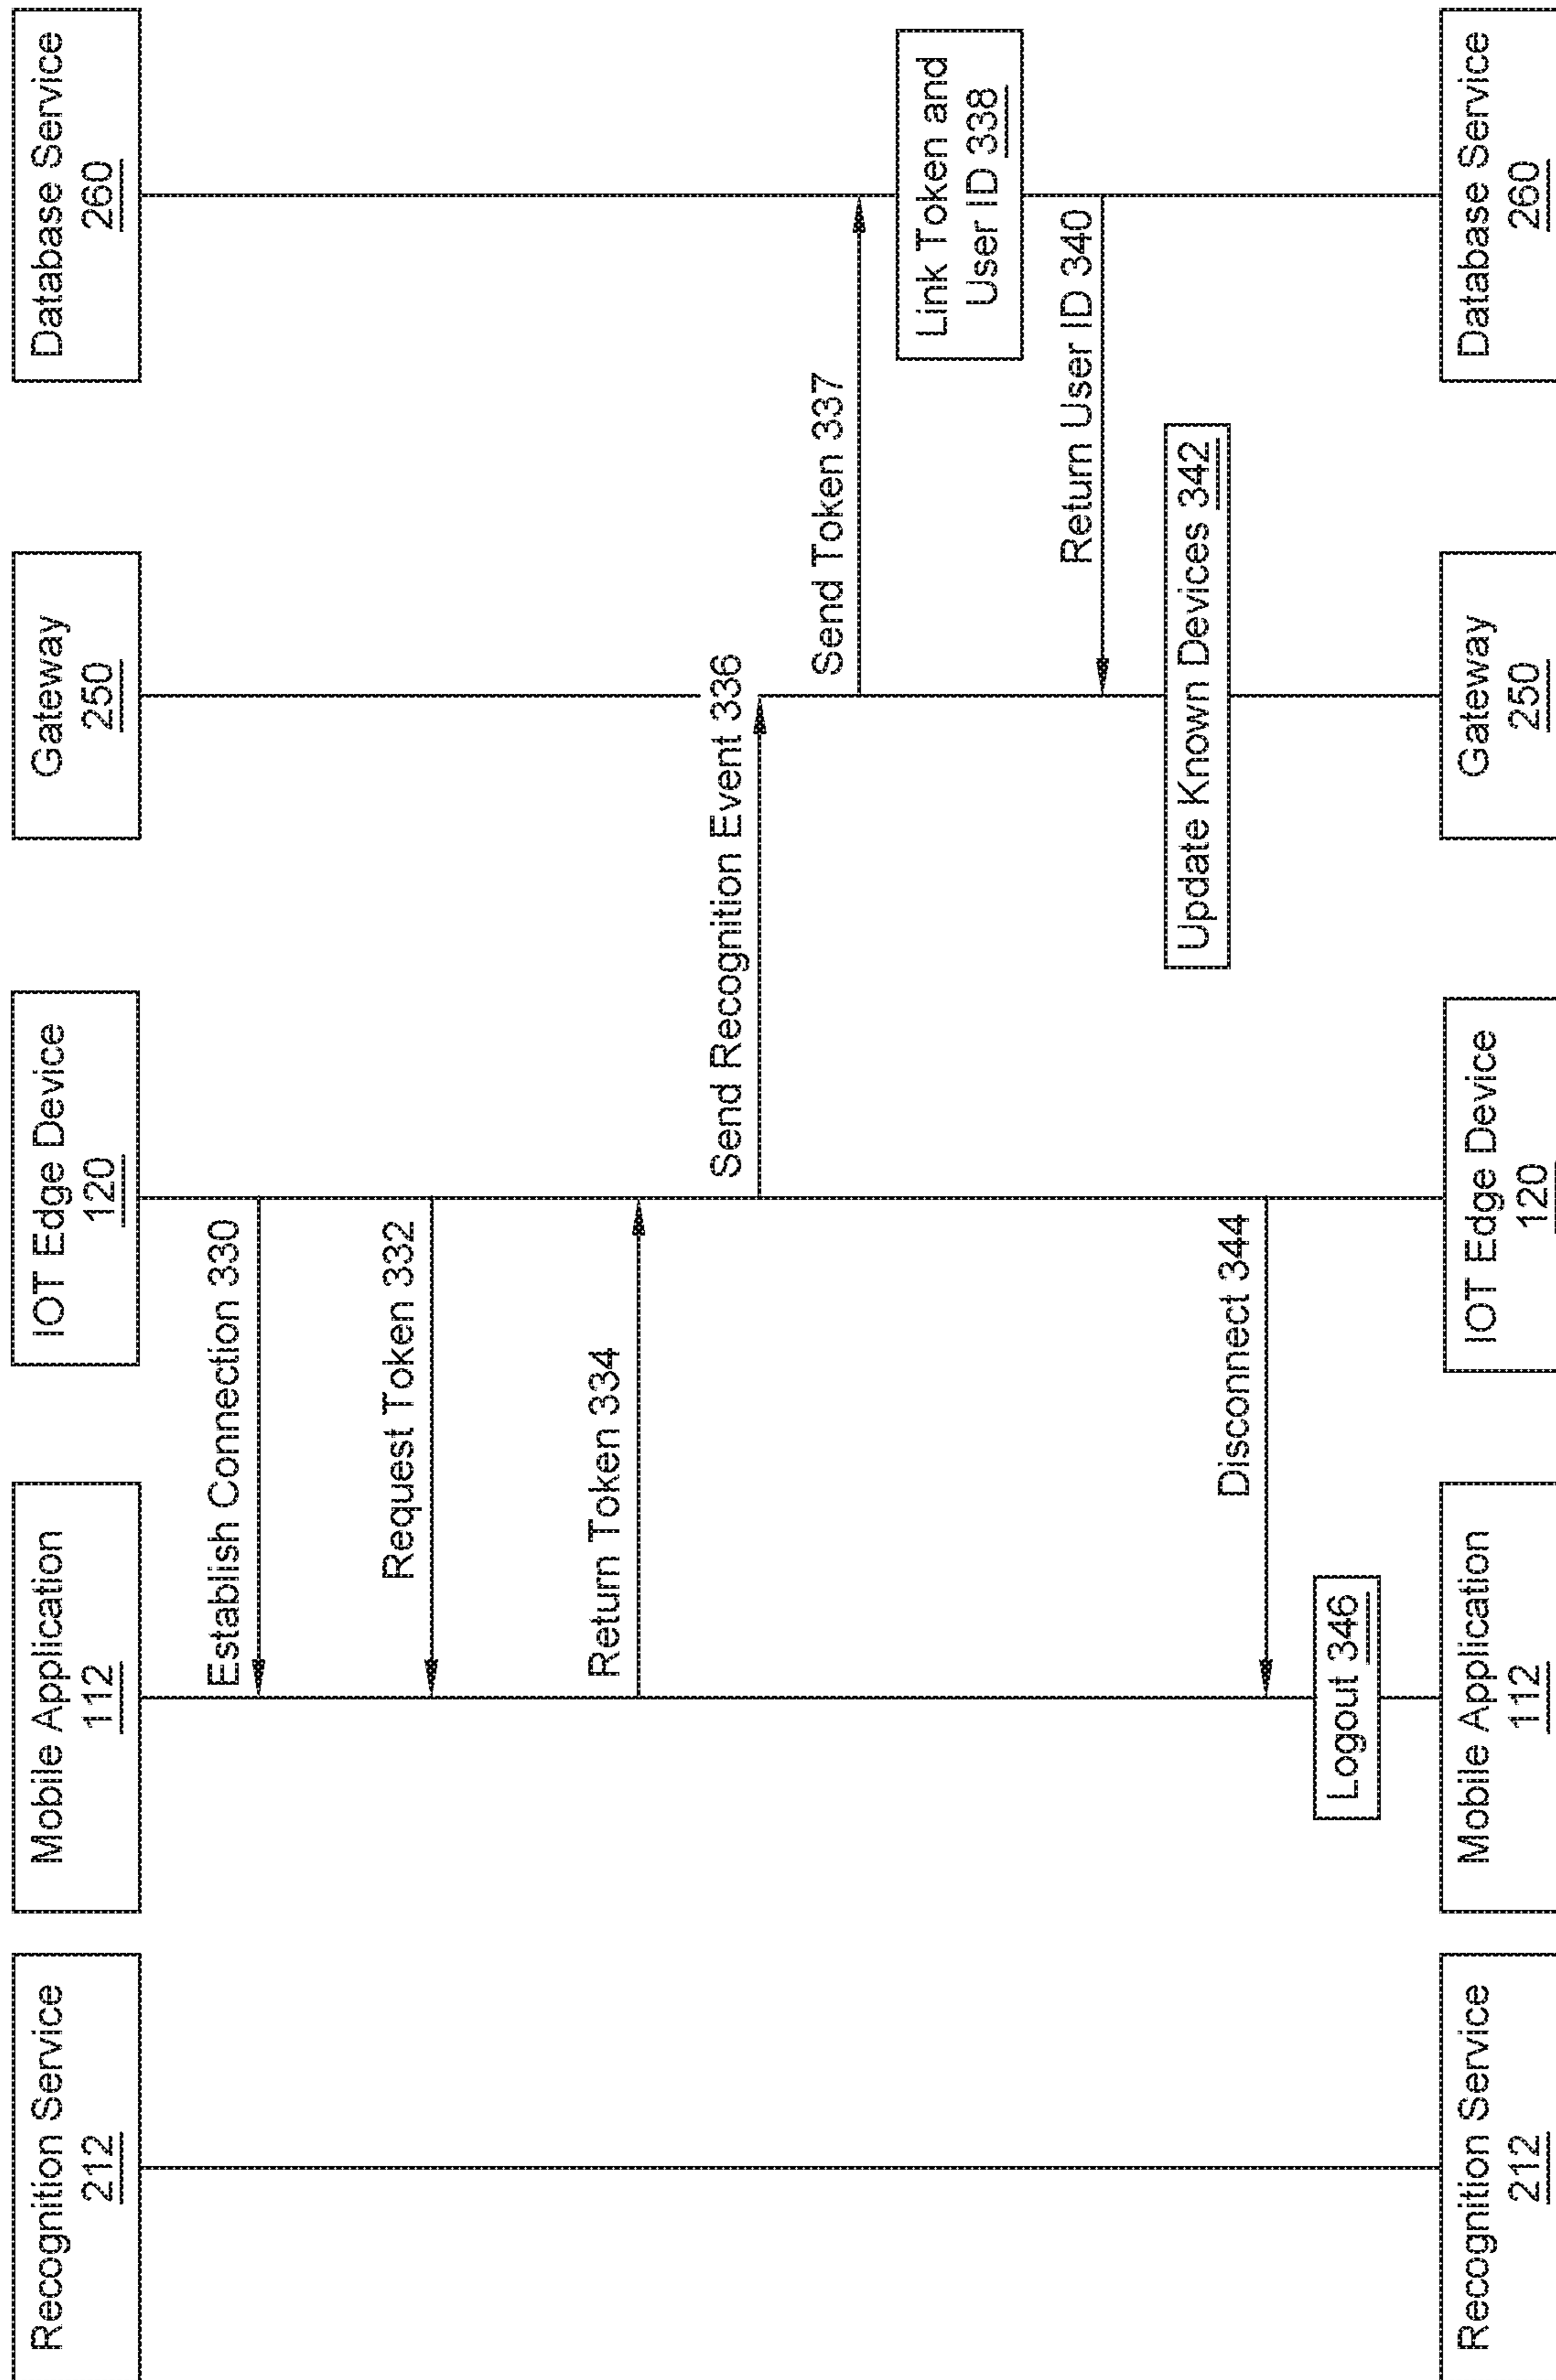 Recognition Service
212
Mobile Application
112
IOT Edge Device
120
Gateway
250
Database Service
260
Establish Connection 330
Request Token 332
Return Token 334
Send Recognition Event 336
Send Token 337
Link Token and
User ID 338
Return User ID 340
Update Known Devices 342
Disconnect 344
Logout 346
Recognition Service
212
Mobile Application
112
IOT Edge Device
120
Gateway
250
Database Service
260